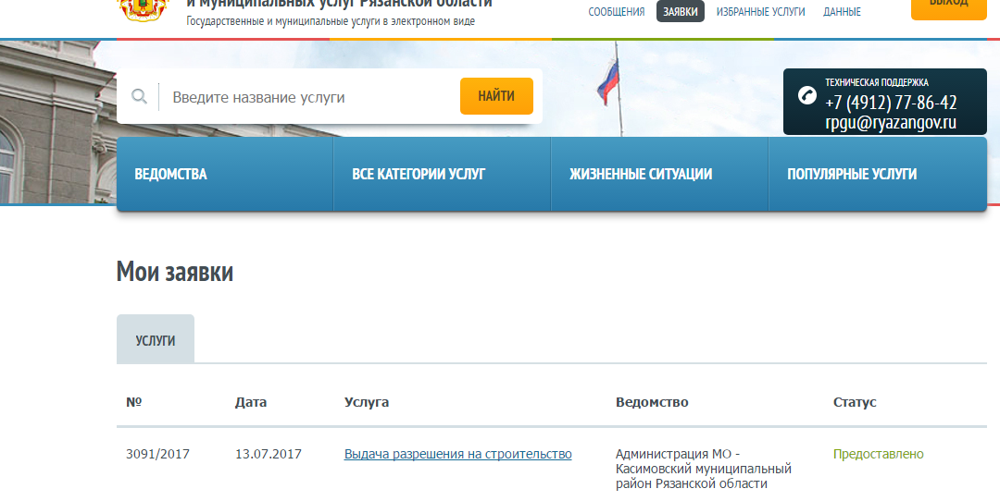 и муниципальных услуг Рязанской области
Государственные и муниципальные услуги в электронном виде
СООБЩЕНИЯ ЗАЯВКИ ИЗБРАННЫЕ УСЛУГИ ДАННЫЕ ВЫХОД
Введите название услуги НАЙТИ
ТЕХНИЧЕСКАЯ ПОДДЕРЖКА
+7 (4912) 77-86-42
rpgu@ryazangov.ru
ВЕДОМСТВА ВСЕ КАТЕГОРИИ УСЛУГ ЖИЗНЕННЫЕ СИТУАЦИИ ПОПУЛЯРНЫЕ УСЛУГИ
Мои заявки
УСЛУГИ
№ Дата Услуга Ведомство Статус
3091/2017 13.07.2017 Выдача разрешения на строительство Администрация МО - Предоставлено
Касимовский муниципальный
район Рязанской области